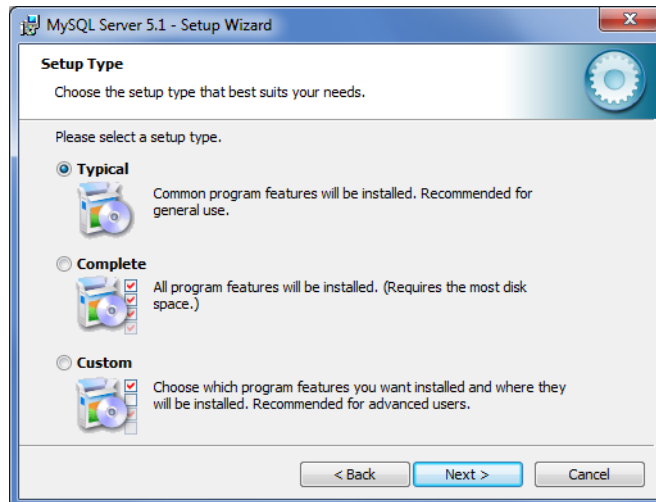 MySQL Server 5.1 - Setup Wizard
Setup Type
Choose the setup type that best suits your needs.
Please select a setup type.
Typical
Common program features will be installed. Recommended for
general use.
Complete
All program features will be installed. (Requires the most disk
space.)
Custom
Choose which program features you want installed and where they
will be installed. Recommended for advanced users.
< Back
Next >
Cancel